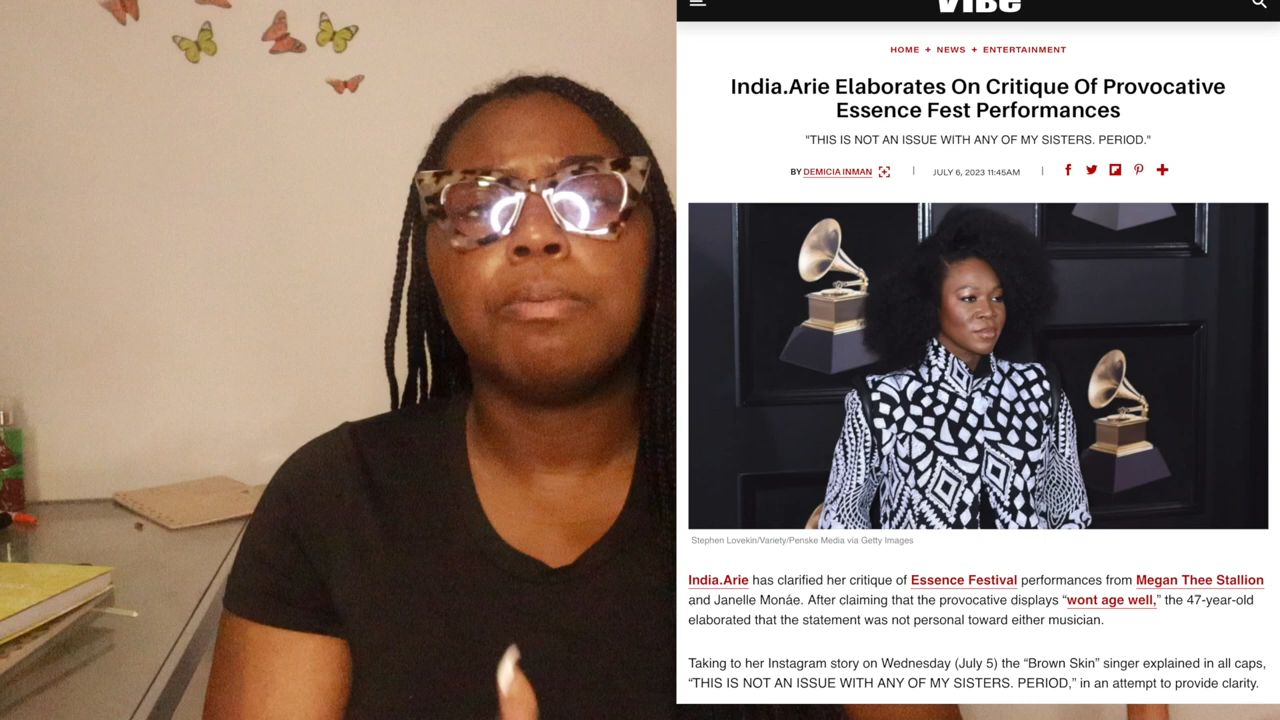 VIBE
HOME + NEWS + ENTERTAINMENT
India.Arie Elaborates On Critique Of Provocative
Essence Fest Performances
"THIS IS NOT AN ISSUE WITH ANY OF MY SISTERS. PERIOD."
BY DEMICIA INMAN | JULY 6, 2023 11:45AM |
Stephen Lovekin/Variety/Penske Media via Getty Images
India.Arie has clarified her critique of Essence Festival performances from Megan Thee Stallion
and Janelle Monáe. After claiming that the provocative displays “wont age well,” the 47-year-old
elaborated that the statement was not personal toward either musician.
Taking to her Instagram story on Wednesday (July 5) the “Brown Skin” singer explained in all caps,
“THIS IS NOT AN ISSUE WITH ANY OF MY SISTERS. PERIOD,” in an attempt to provide clarity.